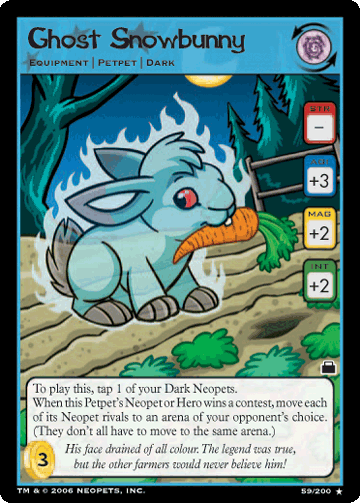 Ghost Snowbunny
EQUIPMENT | PETPET | DARK
STR
–
AGI
+3
MAG
+2
INT
+2
To play this, tap 1 of your Dark Neopets.
When this Petpet's Neopet or Hero wins a contest, move each
of its Neopet rivals to an arena of your opponent's choice.
(They don't all have to move to the same arena.)
3
His face drained of all colour. The legend was true,
but the other farmers would never believe him!
TM & © 2006 NEOPETS, INC.
59/200 ★